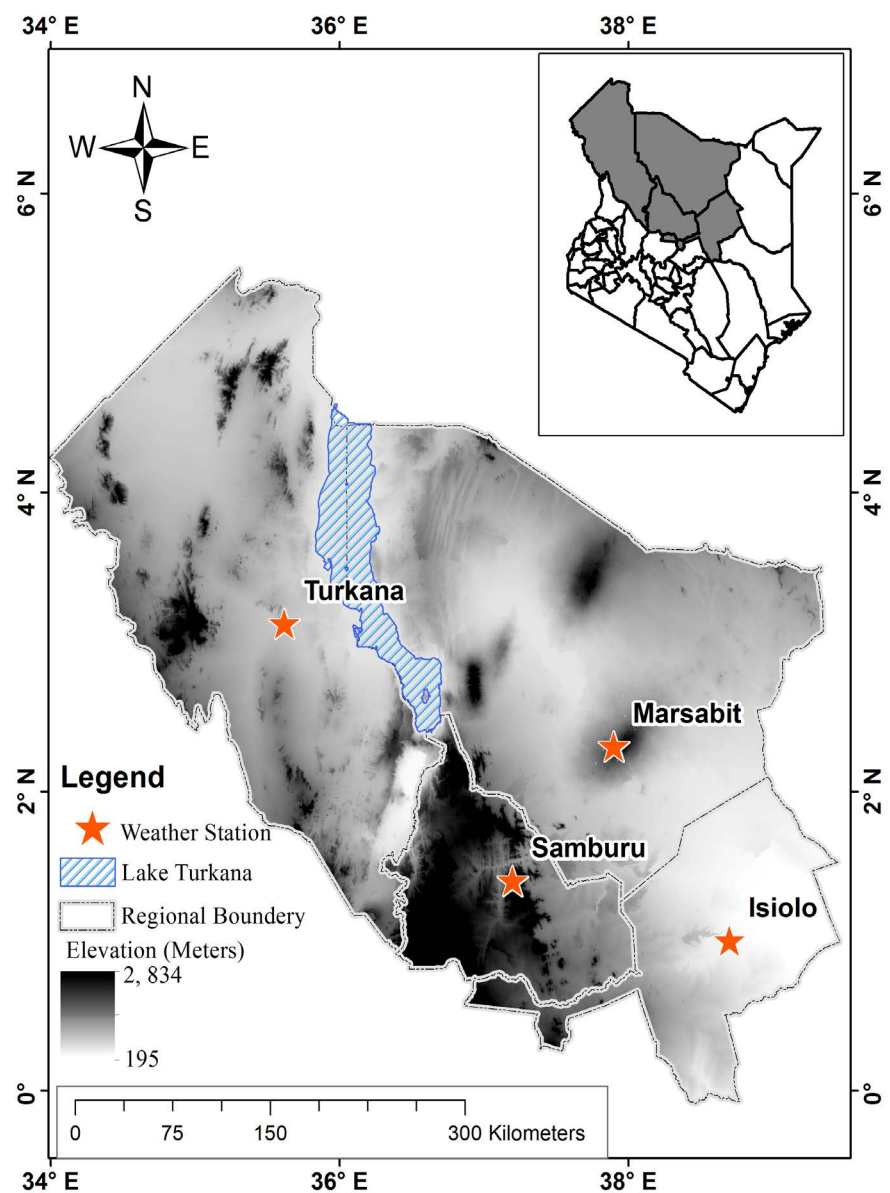 34° E 36° E 38° E
N
W E
S
6° N 6° N
4° N 4° N
Turkana
Marsabit
2° N 2° N
Legend
Weather Station
Samburu
Lake Turkana
Isiolo
Regional Boundery
Elevation (Meters)
2, 834
195
0° 0°
0 75 150 300 Kilometers
34° E 36° E 38° E